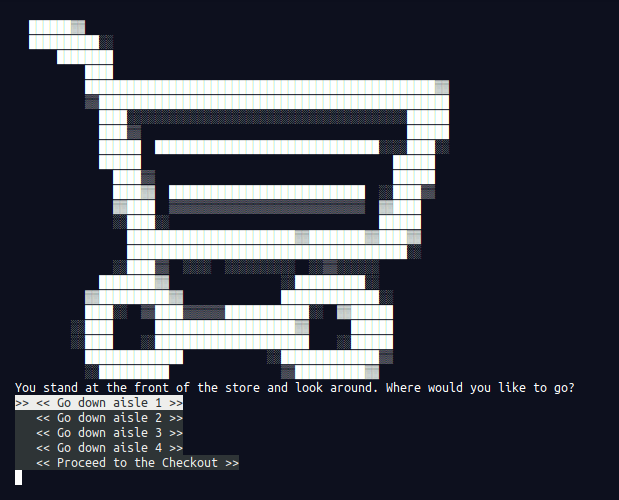 You stand at the front of the store and look around. Where would you like to go?
>> << Go down aisle 1 >>
<< Go down aisle 2 >>
<< Go down aisle 3 >>
<< Go down aisle 4 >>
<< Proceed to the Checkout >>